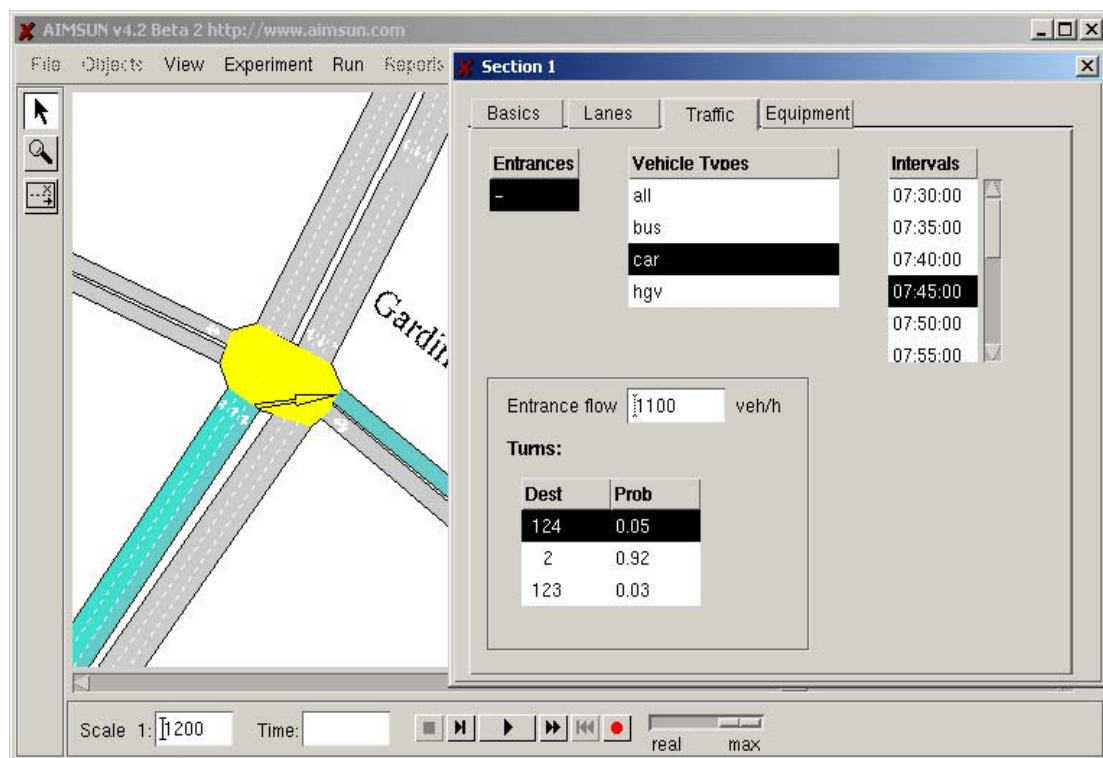 AIMSUN v4.2 Beta 2 http://www.aimsun.com
File Objects View Experiment Run Reports
Section 1
Basics Lanes Traffic Equipment
Entrances
-
Vehicle Types
all
bus
car
hgv
Intervals
07:30:00
07:35:00
07:40:00
07:45:00
07:50:00
07:55:00
Gardin
Entrance flow 1100 veh/h
Turns:
Dest Prob
124 0.05
2 0.92
123 0.03
Scale 1: 1200 Time:
real max